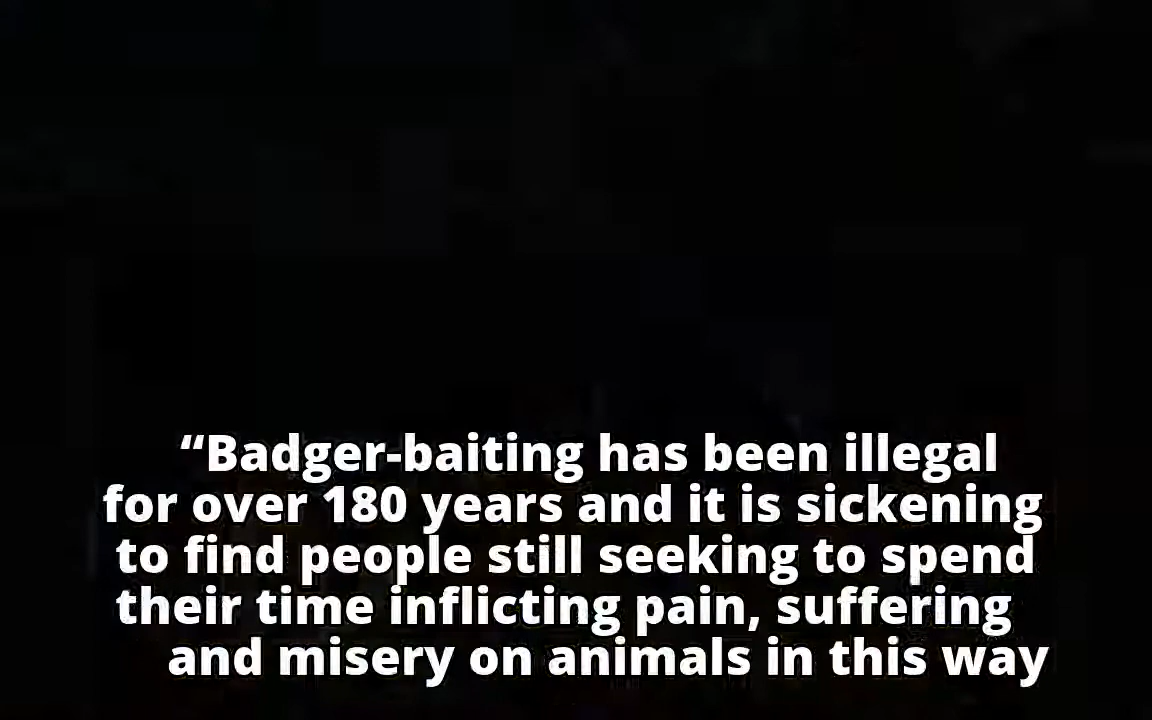 “Badger-baiting has been illegal
for over 180 years and it is sickening
to find people still seeking to spend
their time inflicting pain, suffering
and misery on animals in this way